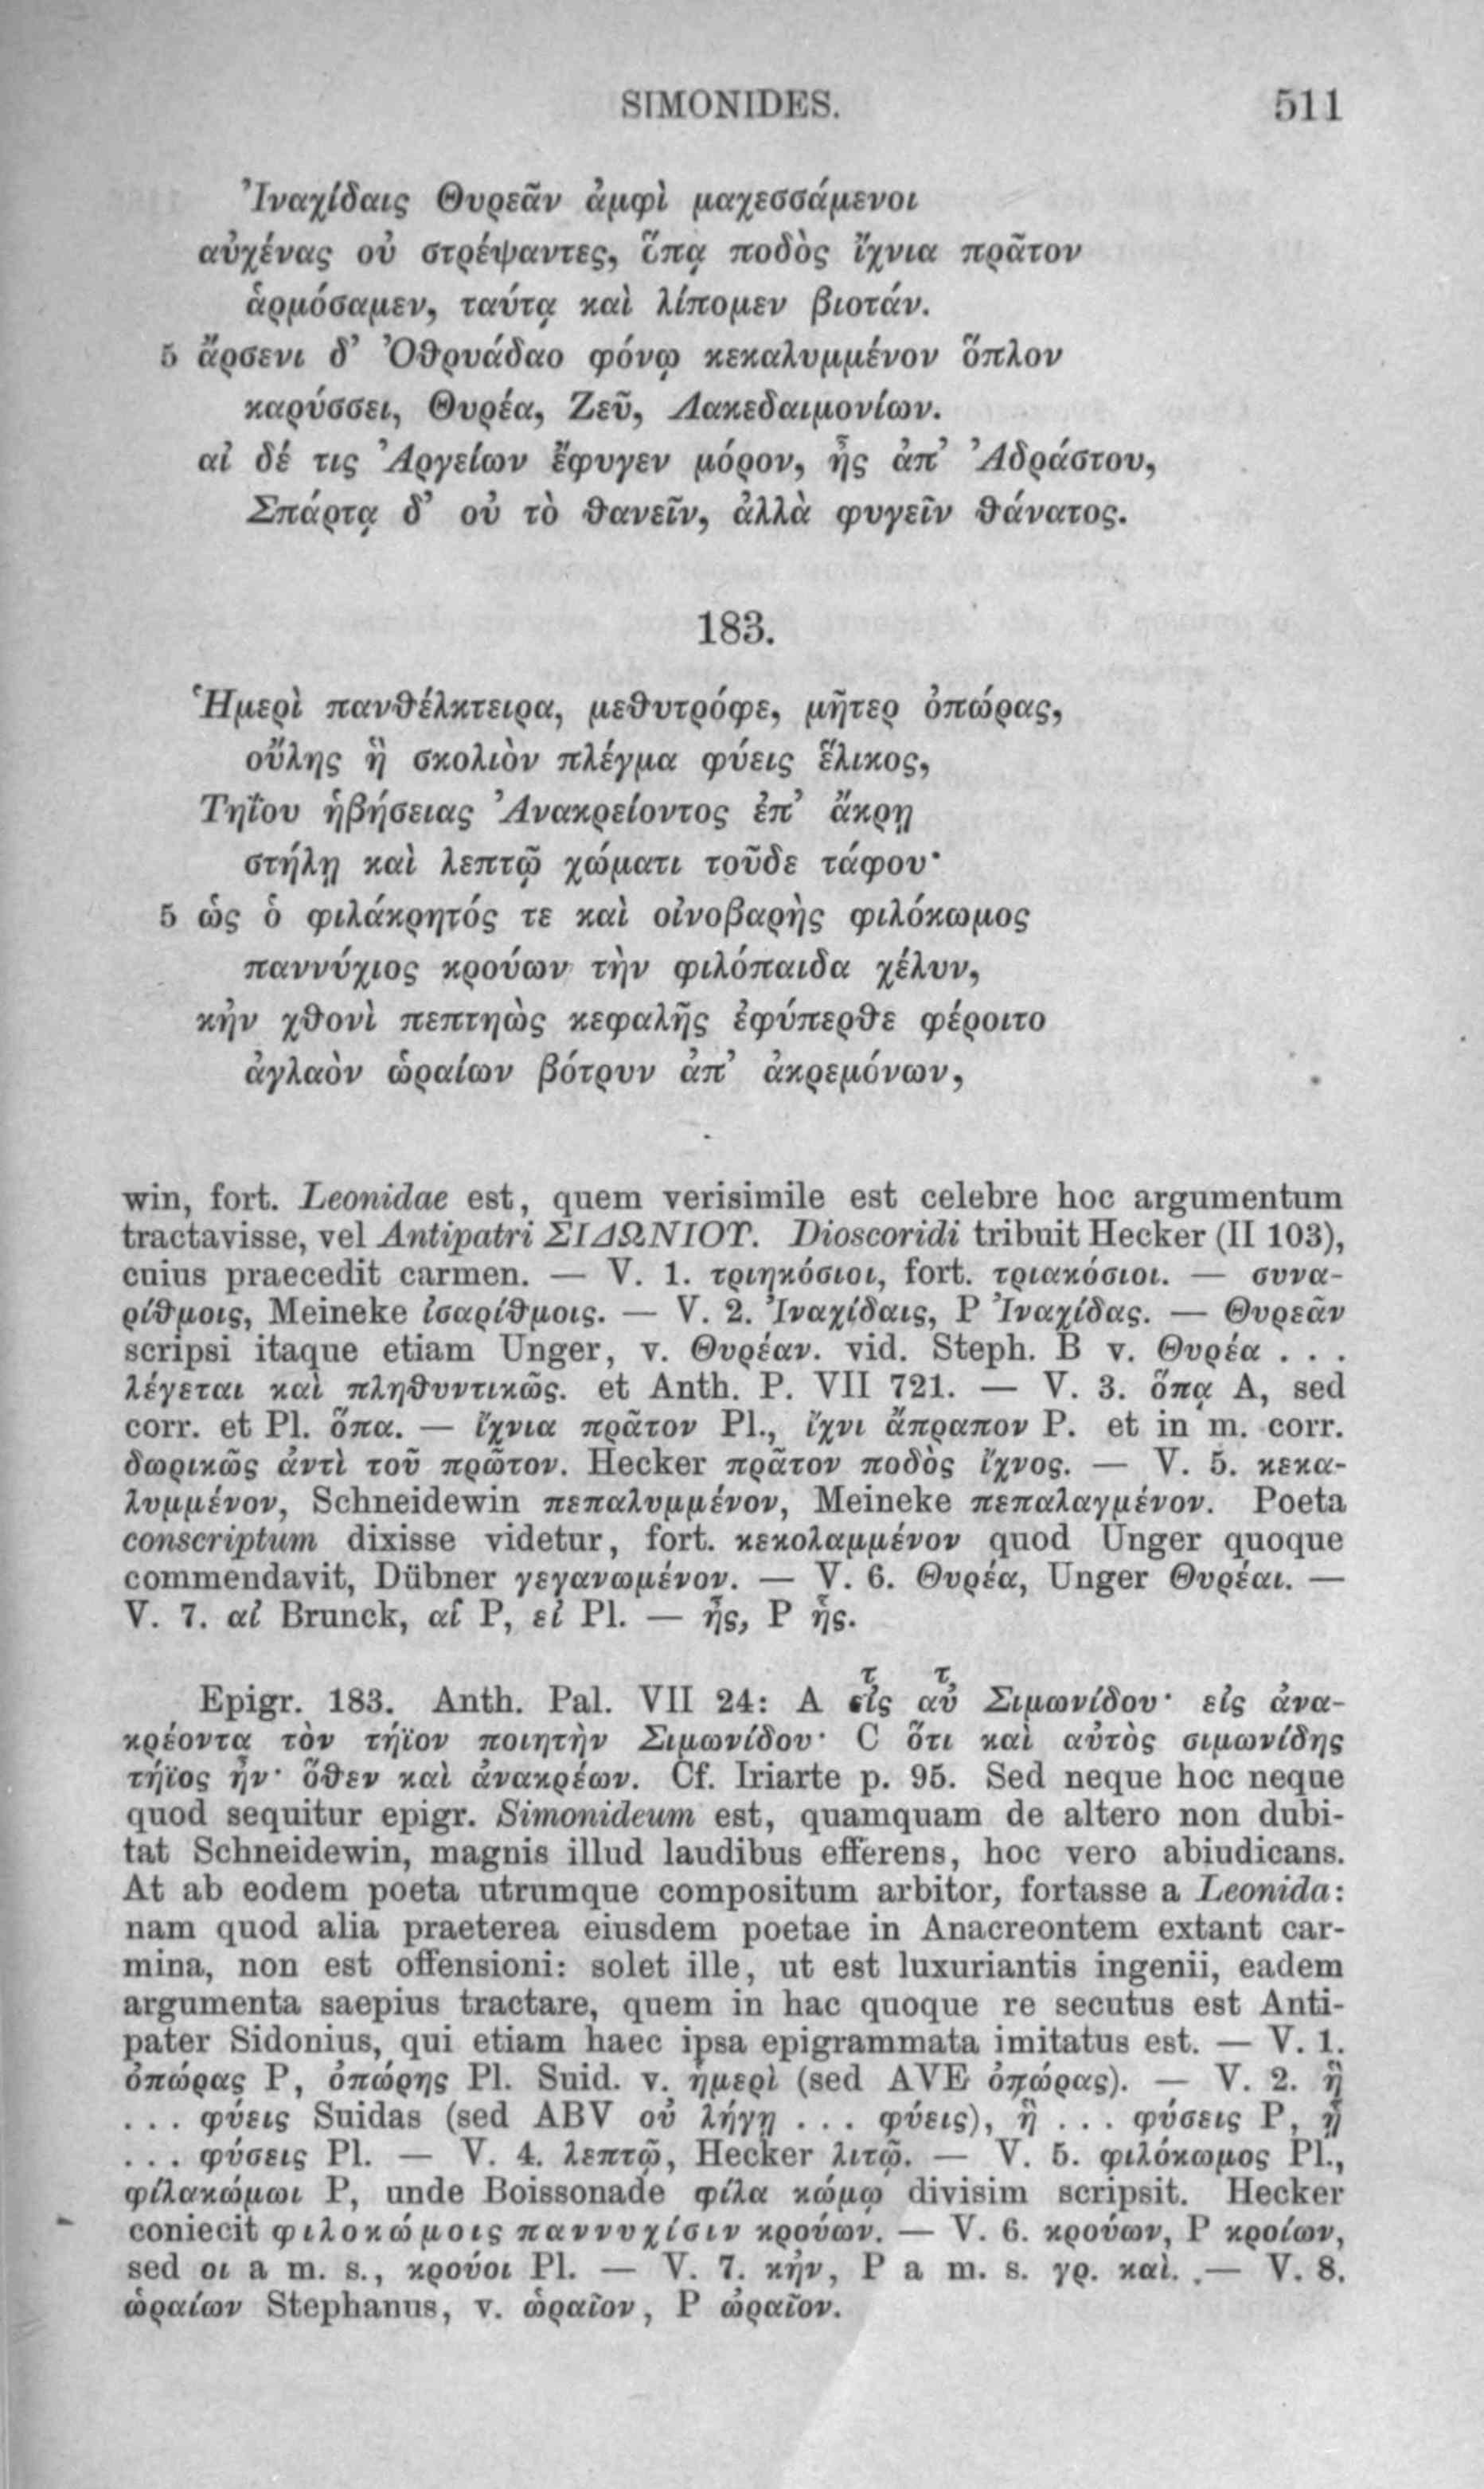 SIMONIDES. 511
Ἰναχίδαις Θυρεᾶν ἀμφὶ μαχεσσάμενοι
αὐχένας οὐ στρέψαντες, ὅπᾳ ποδὸς ἴχνια πρᾶτον
ἁρμόσαμεν, ταύτᾳ καὶ λίπομεν βιοτάν.
5 ἄρσενι δ’ Ὀθρυάδαο φόνῳ κεκαλυμμένον ὅπλον
καρύσσει, Θυρέα, Ζεῦ, Λακεδαιμονίων.
αἰ δέ τις Ἀργείων ἔφυγεν μόρον, ἦς ἀπ’ Ἀδράστου,
Σπάρτᾳ δ’ οὐ τὸ θανεῖν, ἀλλὰ φυγεῖν θάνατος.
183.
Ἡμερὶ πανθέλκτειρα, μεθυτρόφε, μῆτερ ὀπώρας,
οὔλης ἣ σκολιὸν πλέγμα φύεις ἕλικος,
Τηΐου ἡβήσειας Ἀνακρείοντος ἐπ’ ἄκρῃ
στήλῃ καὶ λεπτῷ χώματι τοῦδε τάφου·
5 ὡς ὁ φιλάκρητός τε καὶ οἰνοβαρὴς φιλόκωμος
παννύχιος κρούων τὴν φιλόπαιδα χέλυν,
κἠν χθονὶ πεπτηὼς κεφαλῆς ἐφύπερθε φέροιτο
ἀγλαὸν ὡραίων βότρυν ἀπ’ ἀκρεμόνων,
win, fort. Leonidae est, quem verisimile est celebre hoc argumentum
tractavisse, vel Antipatri ΣΙΔΩΝΙΟΥ. Dioscoridi tribuit Hecker (II 103),
cuius praecedit carmen. — V. 1. τριηκόσιοι, fort. τριακόσιοι. — συνα-
ρίθμοις, Meineke ἰσαρίθμοις. — V. 2. Ἰναχίδαις, P Ἰναχίδας. — Θυρεᾶν
scripsi itaque etiam Unger, v. Θυρέαν. vid. Steph. B v. Θυρέα . . .
λέγεται καὶ πληθυντικῶς. et Anth. P. VII 721. — V. 3. ὅπᾳ A, sed
corr. et Pl. ὅπα. — ἴχνια πρᾶτον Pl., ἴχνι ἄπραπον P. et in m. corr.
δωρικῶς ἀντὶ τοῦ πρῶτον. Hecker πρᾶτον ποδὸς ἴχνος. — V. 5. κεκα-
λυμμένον, Schneidewin πεπαλυμμένον, Meineke πεπαλαγμένον. Poeta
conscriptum dixisse videtur, fort. κεκολαμμένον quod Unger quoque
commendavit, Dübner γεγανωμένον. — V. 6. Θυρέα, Unger Θυρέαι. —
V. 7. αἰ Brunck, αἵ P, εἰ Pl. — ἦς, P ἧς.
Epigr. 183. Anth. Pal. VII 24: A εἰς αὐ Σιμωνίδου· εἰς ἀνα-
κρέοντα τὸν τήϊον ποιητὴν Σιμωνίδου· C ὅτι καὶ αὐτὸς σιμωνίδης
τήϊος ἦν· ὅθεν καὶ ἀνακρέων. Cf. Iriarte p. 95. Sed neque hoc neque
quod sequitur epigr. Simonideum est, quamquam de altero non dubi-
tat Schneidewin, magnis illud laudibus efferens, hoc vero abiudicans.
At ab eodem poeta utrumque compositum arbitor, fortasse a Leonida:
nam quod alia praeterea eiusdem poetae in Anacreontem extant car-
mina, non est offensioni: solet ille, ut est luxuriantis ingenii, eadem
argumenta saepius tractare, quem in hac quoque re secutus est Anti-
pater Sidonius, qui etiam haec ipsa epigrammata imitatus est. — V. 1.
ὀπώρας P, ὀπώρης Pl. Suid. v. ἡμερὶ (sed AVE ὀπώρας). — V. 2. ἣ
. . . φύεις Suidas (sed ABV οὐ λήγῃ . . . φύεις), ἢ . . . φύσεις P, ᾗ
. . . φύσεις Pl. — V. 4. λεπτῷ, Hecker λιτῷ. — V. 5. φιλόκωμος Pl.,
φίλακώμωι P, unde Boissonade φίλα κώμῳ divisim scripsit. Hecker
coniecit φιλοκώμοις παννυχίσιν κρούων. — V. 6. κρούων, P κροίων,
sed οι a m. s., κρούοι Pl. — V. 7. κἠν, P a m. s. γρ. καὶ. — V. 8.
ὡραίων Stephanus, v. ὡραῖον, P ὠραῖον.